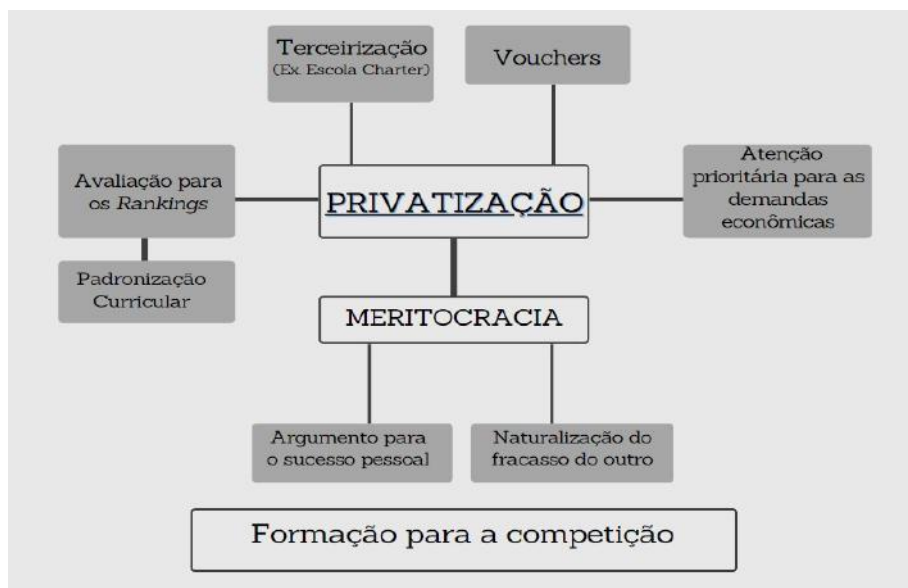 Terceirização
(Ex. Escola Charter)
Vouchers
Avaliação para
os Rankings
PRIVATIZAÇÃO
Atenção
prioritária para as
demandas
econômicas
Padronização
Curricular
MERITOCRACIA
Argumento para
o sucesso pessoal
Naturalização do
fracasso do outro
Formação para a competição